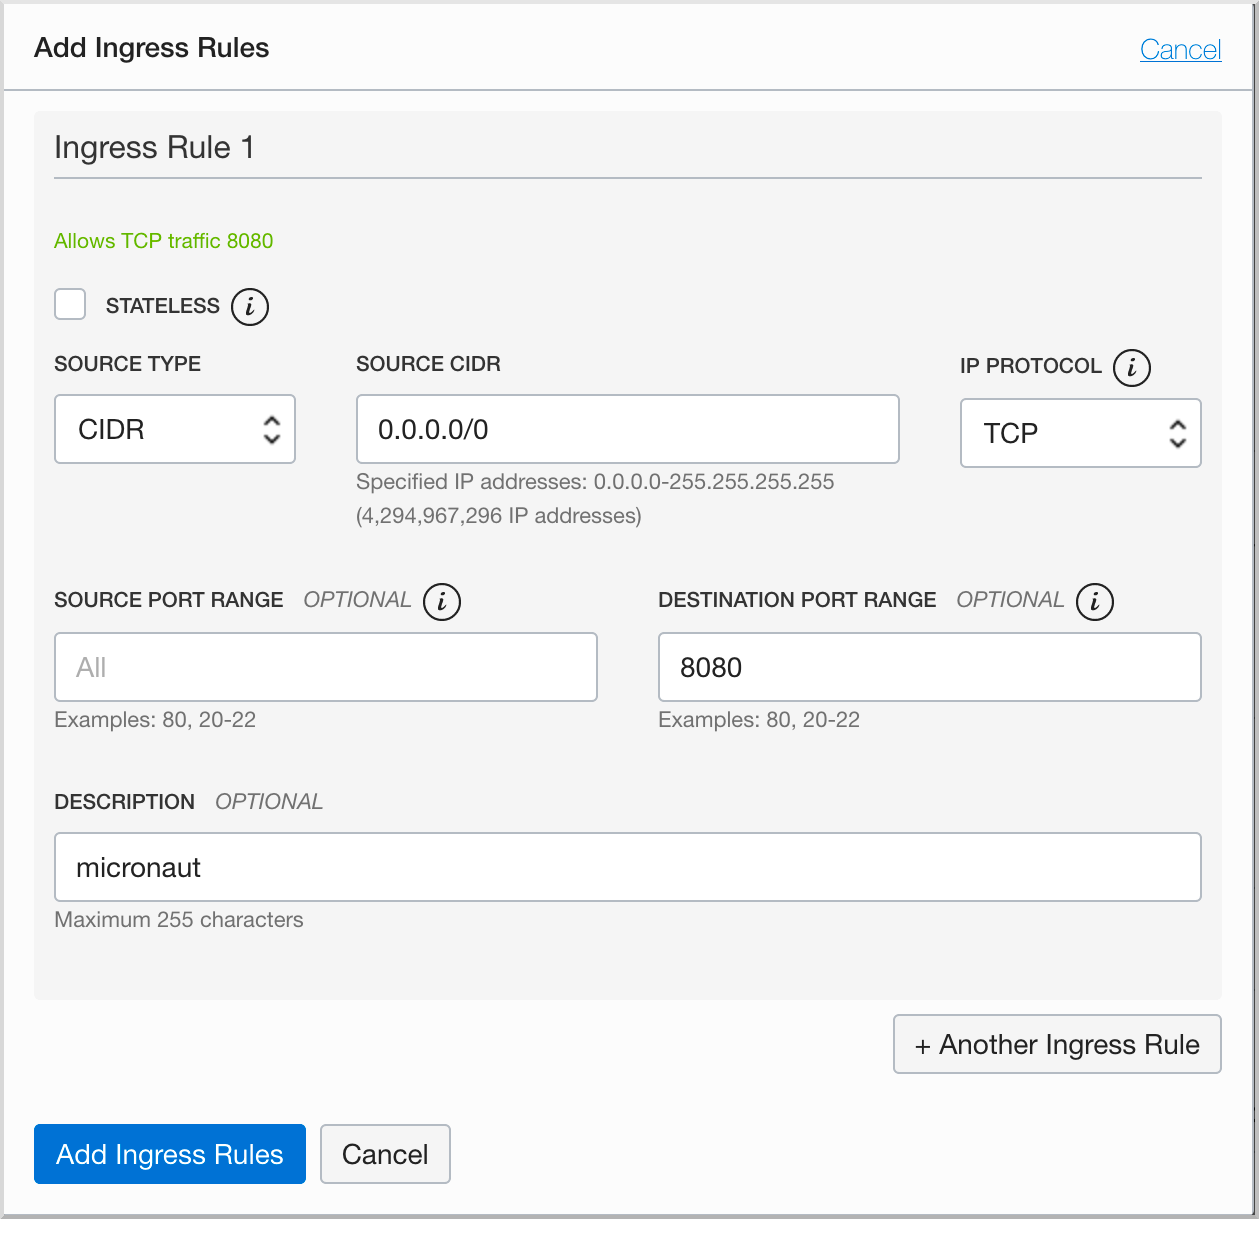 Add Ingress Rules
Cancel
Ingress Rule 1
Allows TCP traffic 8080
STATELESS i
SOURCE TYPE
SOURCE CIDR
IP PROTOCOL i
CIDR
0.0.0.0/0
TCP
Specified IP addresses: 0.0.0.0-255.255.255.255
(4,294,967,296 IP addresses)
SOURCE PORT RANGE OPTIONAL i
DESTINATION PORT RANGE OPTIONAL i
All
8080
Examples: 80, 20-22
Examples: 80, 20-22
DESCRIPTION OPTIONAL
micronaut
Maximum 255 characters
+ Another Ingress Rule
Add Ingress Rules
Cancel